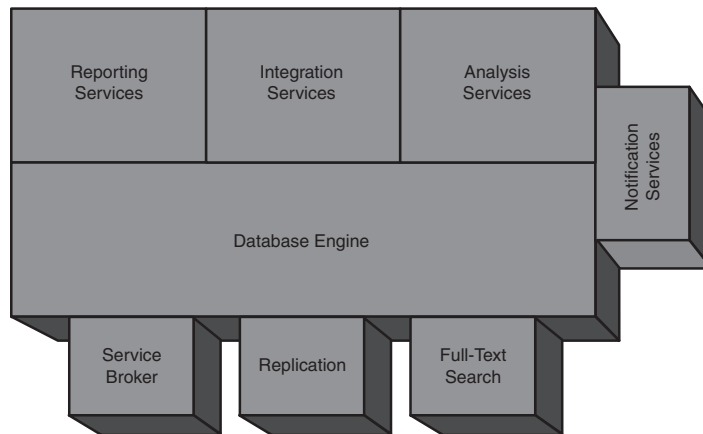 Reporting
Services
Integration
Services
Analysis
Services
Notification
Services
Database Engine
Service
Broker
Replication
Full-Text
Search